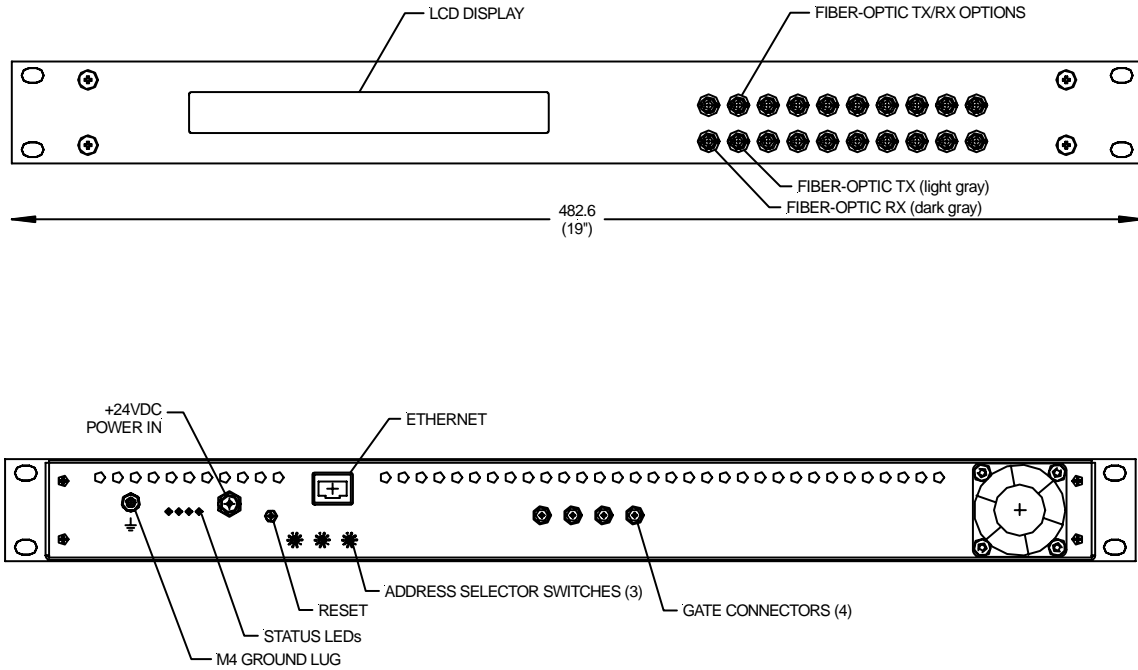 LCD DISPLAY
FIBER-OPTIC TX/RX OPTIONS
FIBER-OPTIC TX (light gray)
FIBER-OPTIC RX (dark gray)
482.6
(19")
+24VDC
POWER IN
ETHERNET
ADDRESS SELECTOR SWITCHES (3)
GATE CONNECTORS (4)
RESET
STATUS LEDs
M4 GROUND LUG